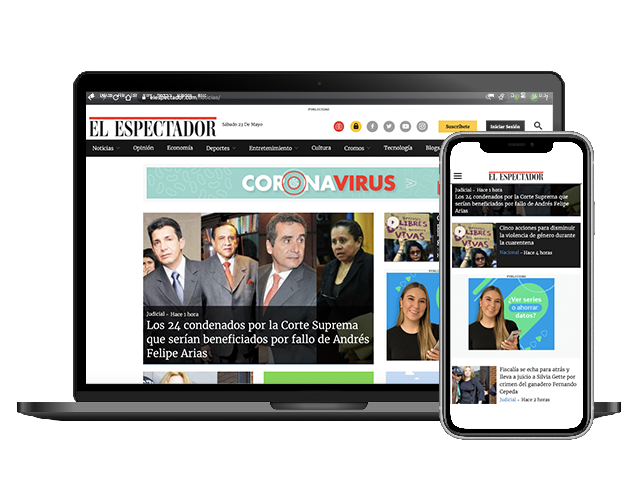 elespectador.com/noticias/
PUBLICIDAD
EL ESPECTADOR
Sábado 23 De Mayo
Suscríbete
Iniciar Sesión
Noticias
Opinión
Economía
Deportes
Entretenimiento
Cultura
Cromos
Tecnología
Blogs
CORONAVIRUS
Judicial - Hace 1 hora
Los 24 condenados por la Corte Suprema
que serían beneficiados por fallo de Andrés
Felipe Arias
PUBLICIDAD
EL ESPECTADOR
Judicial - Hace 1 hora
Los 24 condenados por la Corte Suprema que
serían beneficiados por fallo de Andrés Felipe
Arias
LIBRES
Cinco acciones para disminuir
la violencia de género durante
la cuarentena
Nacional - Hace 4 horas
PUBLICIDAD
¿Ver series
o ahorrar
datos?
Fiscalía se echa para atrás y
lleva a juicio a Silvia Gette por
crimen del ganadero Fernando
Cepeda
Judicial - Hace 2 horas